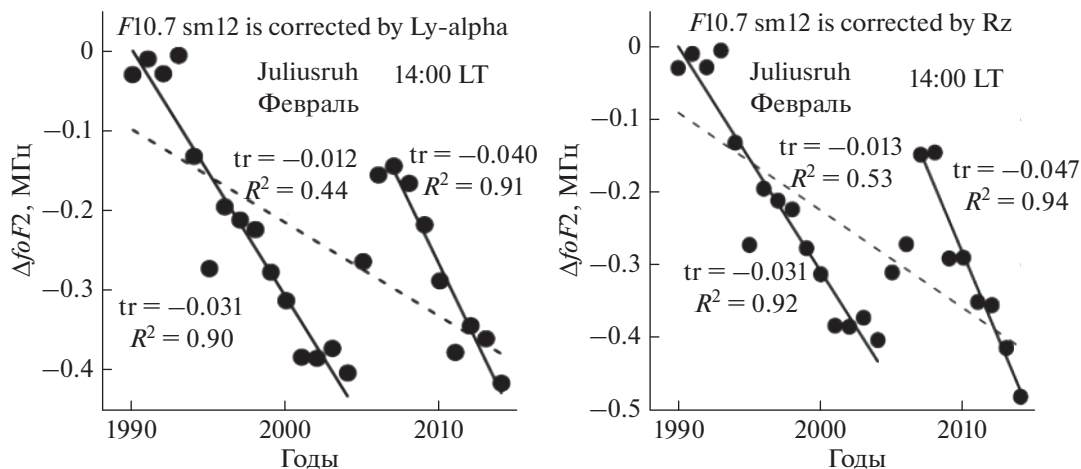 F10.7 sm12 is corrected by Ly-alpha
Juliusruh 14:00 LT
Февраль
tr = −0.012
R² = 0.44
tr = −0.040
R² = 0.91
tr = −0.031
R² = 0.90
0
−0.1
−0.2
−0.3
−0.4
ΔfoF2, МГц
1990 2000 2010
Годы
F10.7 sm12 is corrected by Rz
Juliusruh 14:00 LT
Февраль
tr = −0.013
R² = 0.53
tr = −0.047
R² = 0.94
tr = −0.031
R² = 0.92
0
−0.1
−0.2
−0.3
−0.4
−0.5
ΔfoF2, МГц
1990 2000 2010
Годы